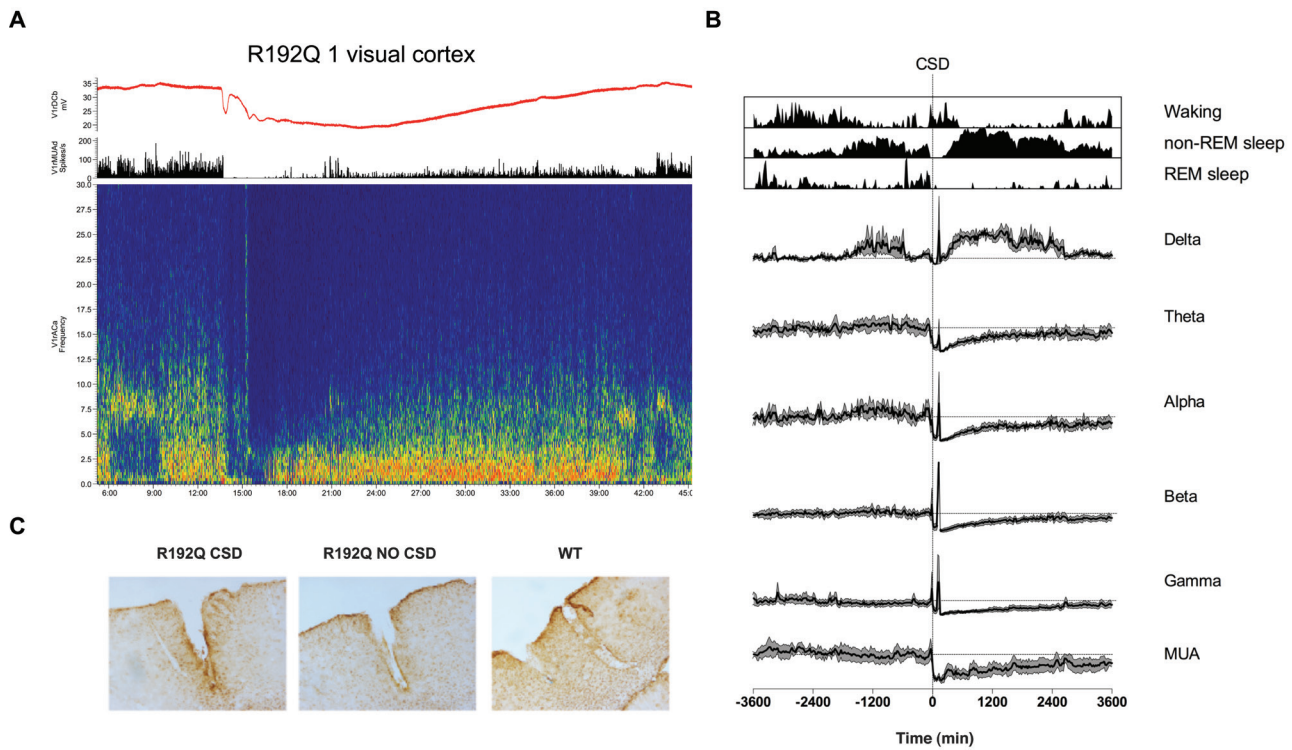 A
R192Q 1 visual cortex
V1rDCb
mV
35
30
25
20
V1rMUAd
Spikes/s
200
100
0
V1rACa
Frequency
30.0
27.5
25.0
22.5
20.0
17.5
15.0
12.5
10.0
7.5
5.0
2.5
0.0
6:00 9:00 12:00 15:00 18:00 21:00 24:00 27:00 30:00 33:00 36:00 39:00 42:00 45:0
B
CSD
Waking
non-REM sleep
REM sleep
Delta
Theta
Alpha
Beta
Gamma
MUA
-3600 -2400 -1200 0 1200 2400 3600
Time (min)
C
R192Q CSD R192Q NO CSD WT